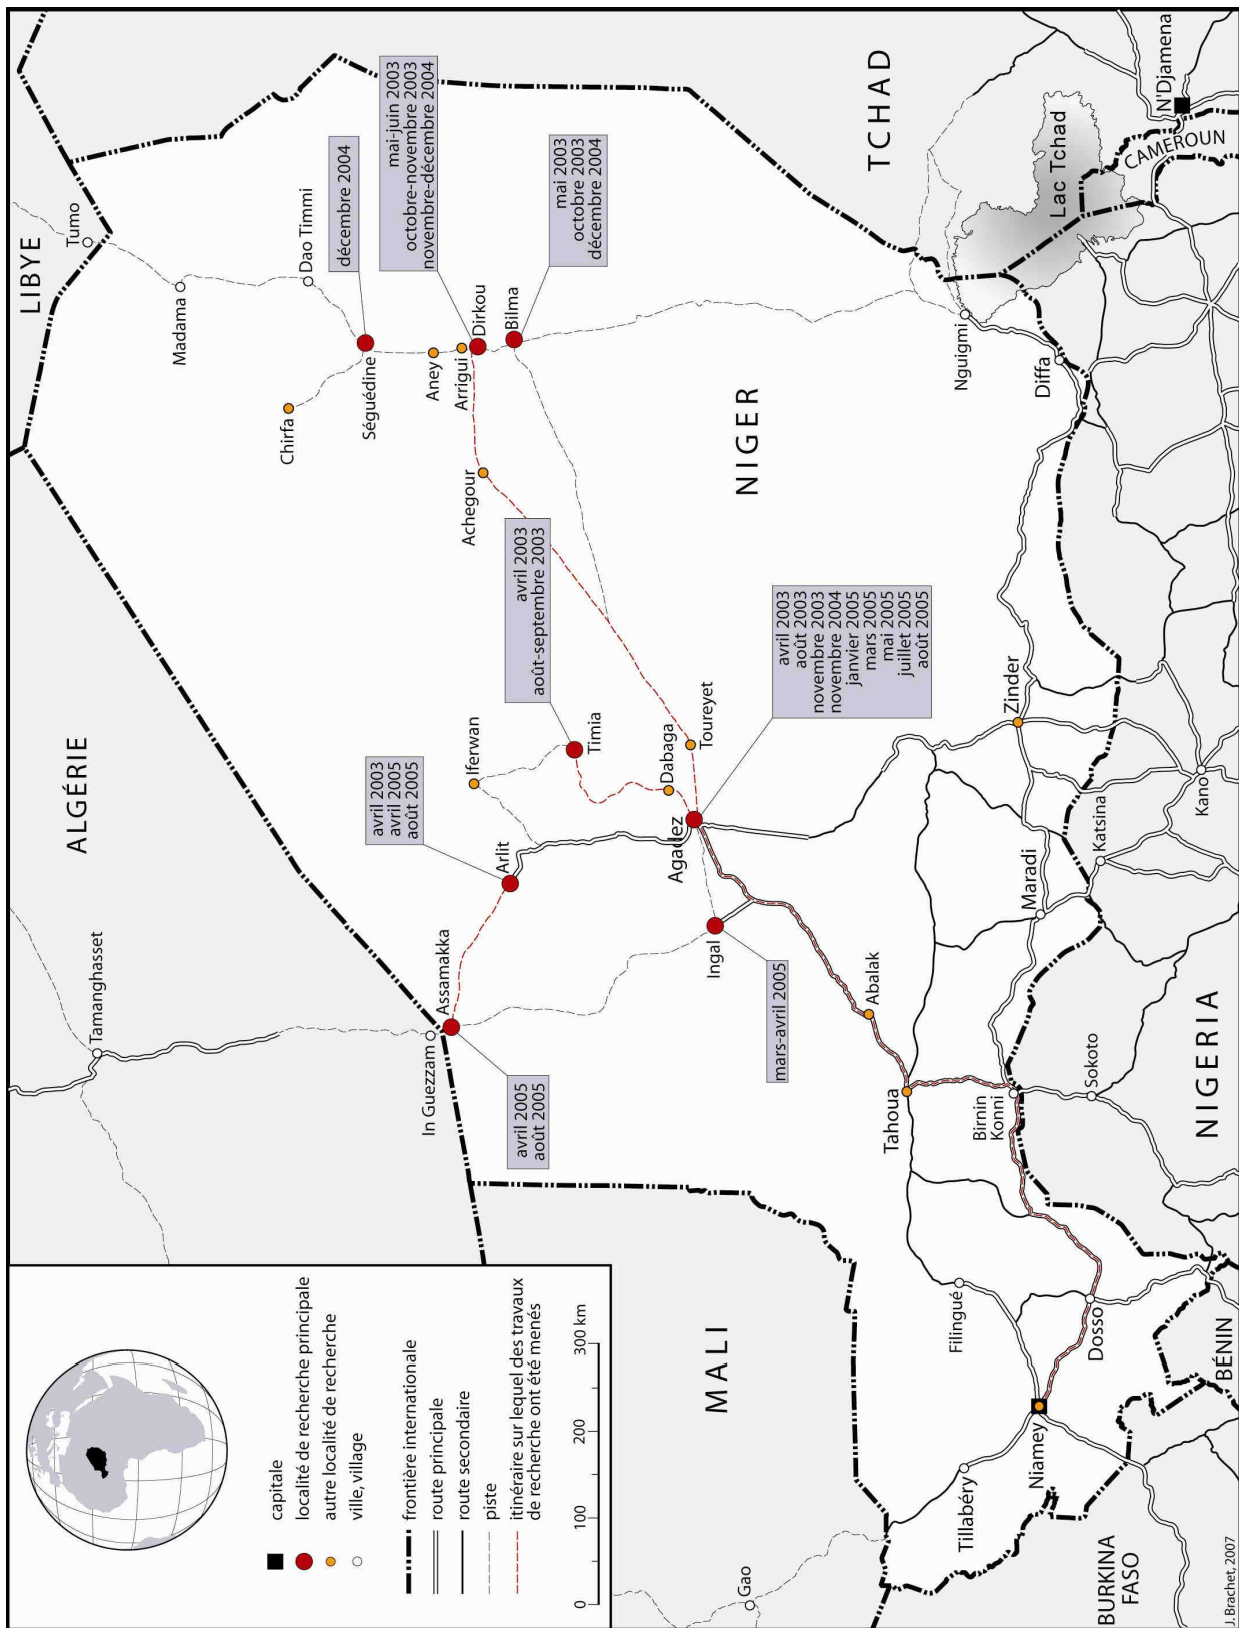 capitale
localité de recherche principale
autre localité de recherche
ville, village
frontière internationale
route principale
route secondaire
piste
itinéraire sur lequel des travaux
de recherche ont été menés
0
100
200
300 km
ALGÉRIE
LIBYE
TCHAD
NIGER
MALI
NIGERIA
BÉNIN
BURKINA
FASO
CAMEROUN
Lac Tchad
N'Djamena
Tamanghasset
In Guezzam
Assamakka
avril 2005
août 2005
Arlit
avril 2003
avril 2005
août 2005
Iferwan
Timia
avril 2003
août-septembre 2003
Dabaga
Toureyet
Agadez
avril 2003
août 2003
novembre 2003
novembre 2004
janvier 2005
mars 2005
mai 2005
juillet 2005
août 2005
Ingal
mars-avril 2005
Achegour
Tumo
Madama
Dao Timmi
Chirfa
Séguédine
décembre 2004
Aney
Arrigui
Dirkou
mai-juin 2003
octobre-novembre 2003
novembre-décembre 2004
Bilma
mai 2003
octobre 2003
décembre 2004
Nguigmi
Diffa
Zinder
Maradi
Katsina
Kano
Abalak
Tahoua
Birnin
Konni
Sokoto
Filingué
Dosso
Niamey
Tillabéry
Gao
J. Brachet, 2007